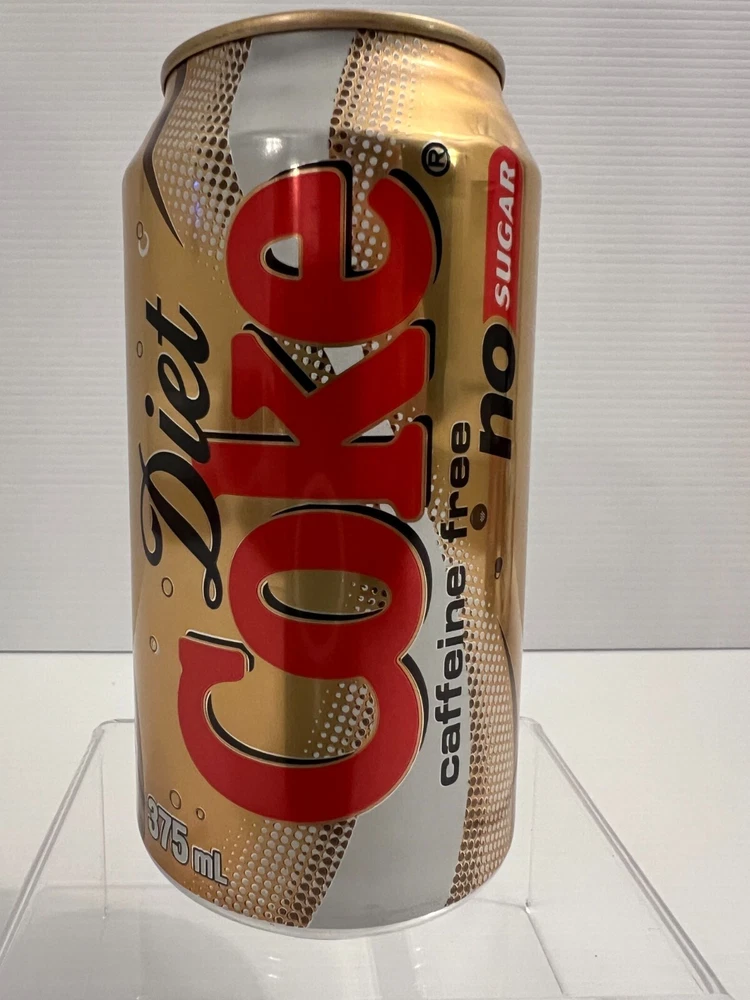 Diet
Coke®
caffeine free
no SUGAR
375 mL